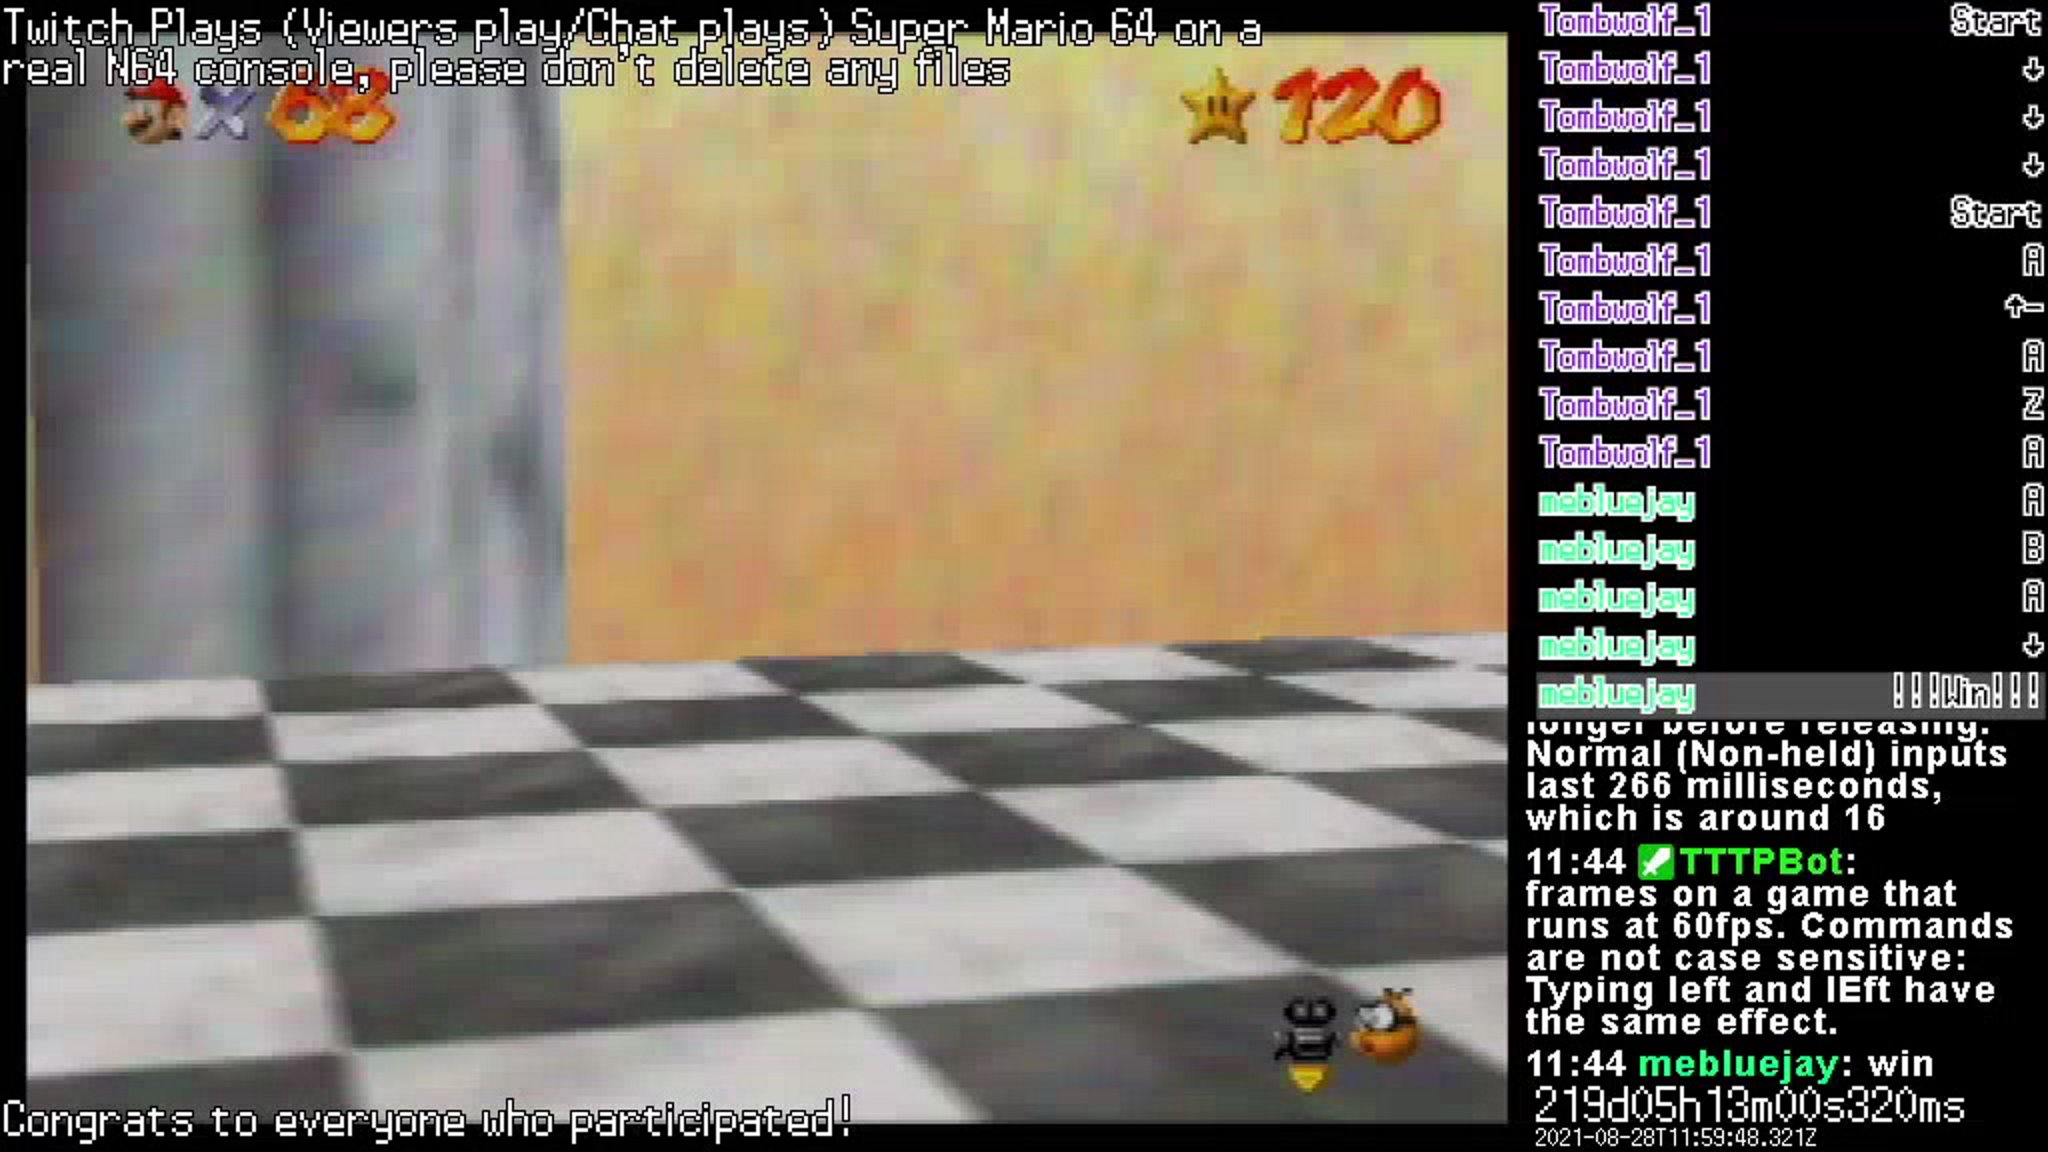 Twitch Plays (Viewers play/Chat plays) Super Mario 64 on a
real N64 console, please don't delete any files
68
120
Congrats to everyone who participated!
Tombwolf_1 Start
Tombwolf_1 ↓
Tombwolf_1 ↓
Tombwolf_1 ↓
Tombwolf_1 Start
Tombwolf_1 A
Tombwolf_1 ↑-
Tombwolf_1 A
Tombwolf_1 Z
Tombwolf_1 A
mebluejay A
mebluejay B
mebluejay A
mebluejay ↓
mebluejay !!!Win!!!
longer before releasing.
Normal (Non-held) inputs
last 266 milliseconds,
which is around 16
11:44 TTTPBot:
frames on a game that
runs at 60fps. Commands
are not case sensitive:
Typing left and lEft have
the same effect.
11:44 mebluejay: win
219d05h13m00s320ms
2021-08-28T11:59:48.321Z